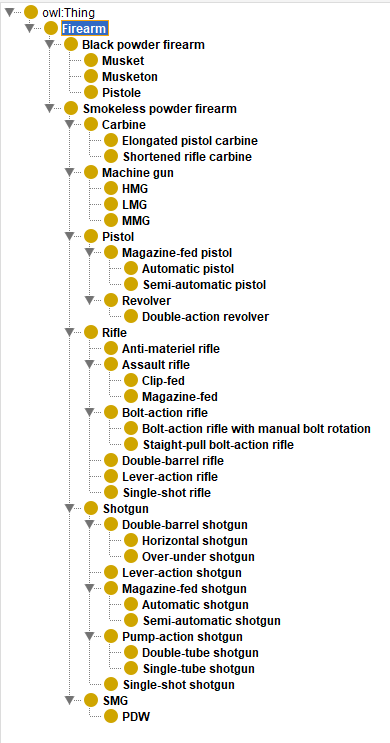 owl:Thing
Firearm
Black powder firearm
Musket
Musketon
Pistole
Smokeless powder firearm
Carbine
Elongated pistol carbine
Shortened rifle carbine
Machine gun
HMG
LMG
MMG
Pistol
Magazine-fed pistol
Automatic pistol
Semi-automatic pistol
Revolver
Double-action revolver
Rifle
Anti-materiel rifle
Assault rifle
Clip-fed
Magazine-fed
Bolt-action rifle
Bolt-action rifle with manual bolt rotation
Staight-pull bolt-action rifle
Double-barrel rifle
Lever-action rifle
Single-shot rifle
Shotgun
Double-barrel shotgun
Horizontal shotgun
Over-under shotgun
Lever-action shotgun
Magazine-fed shotgun
Automatic shotgun
Semi-automatic shotgun
Pump-action shotgun
Double-tube shotgun
Single-tube shotgun
Single-shot shotgun
SMG
PDW